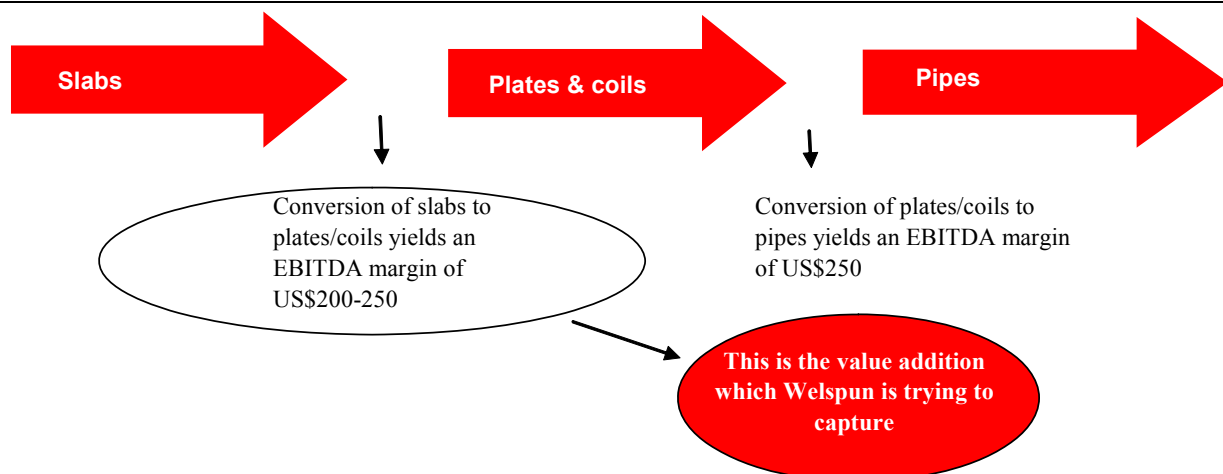 Slabs
Plates & coils
Pipes
Conversion of slabs to
plates/coils yields an
EBITDA margin of
US$200-250
Conversion of plates/coils to
pipes yields an EBITDA margin
of US$250
This is the value addition
which Welspun is trying to
capture